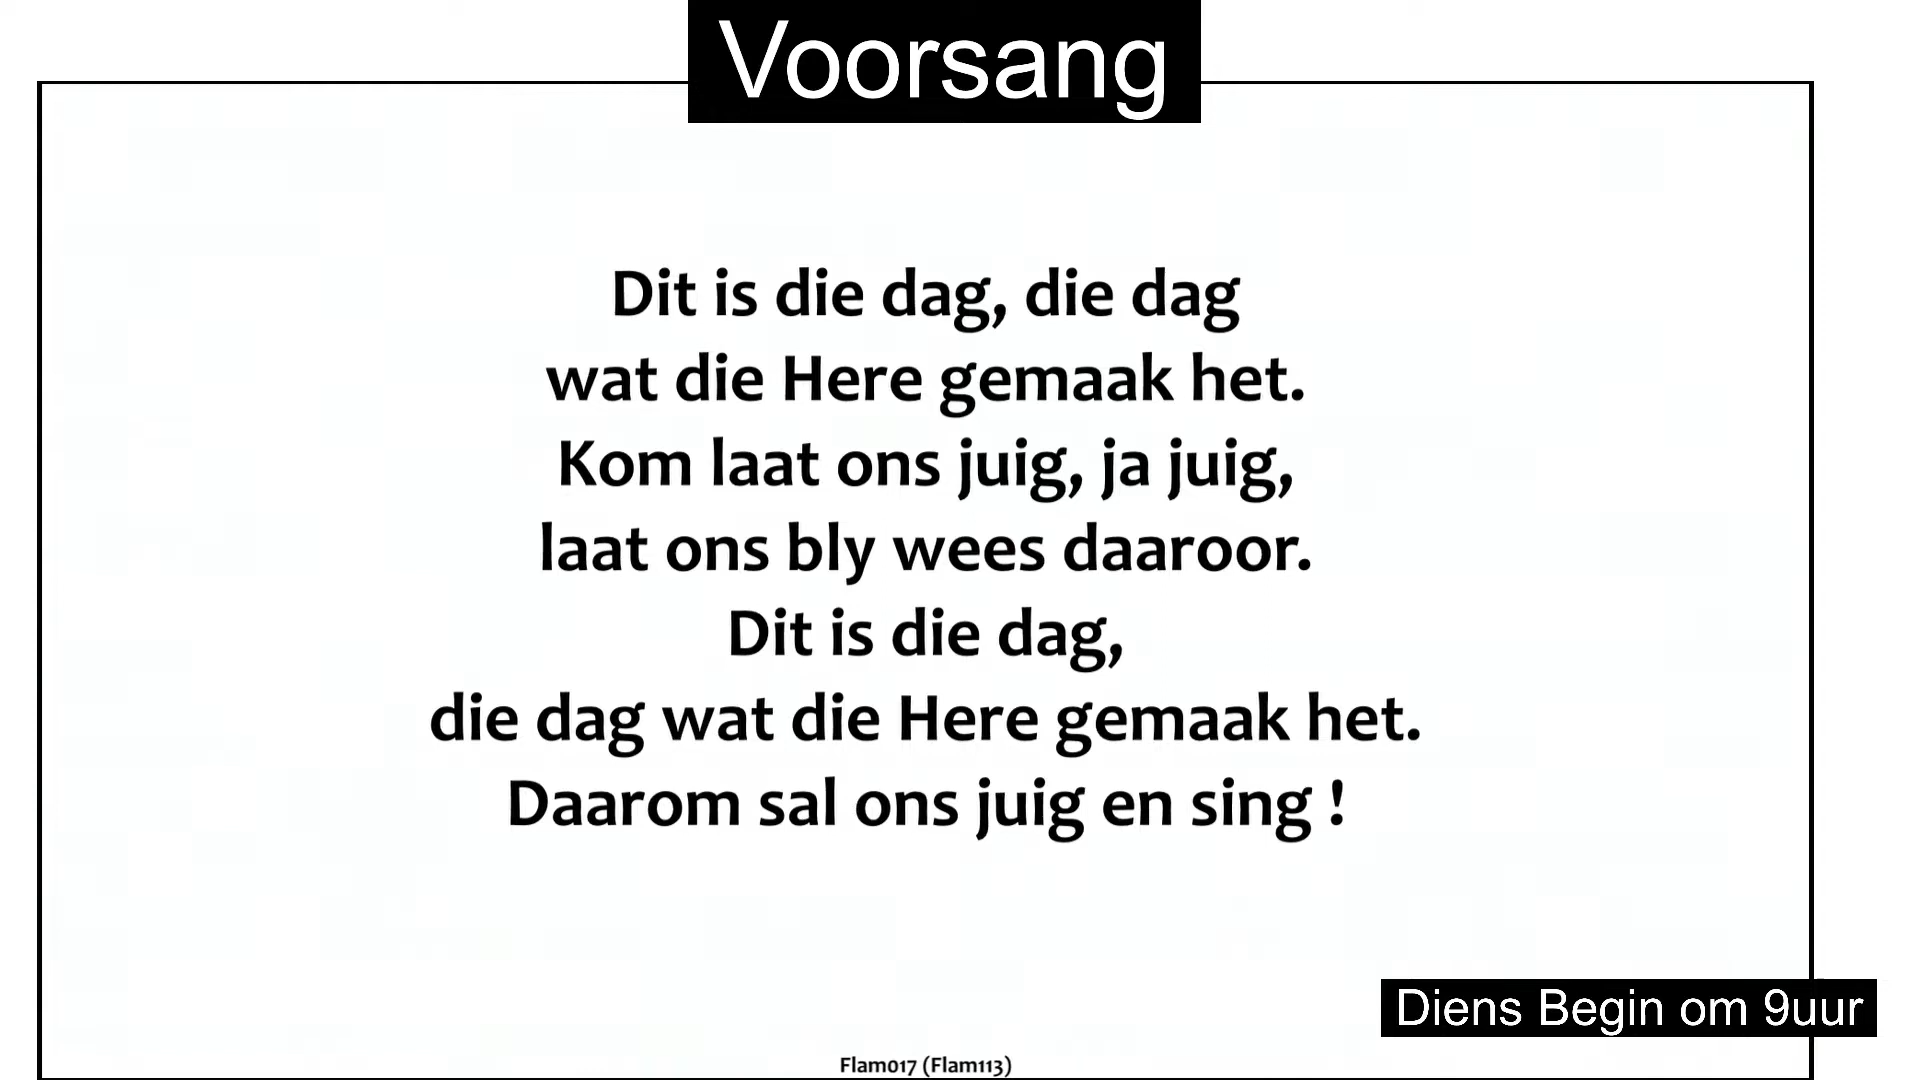 Voorsang
Dit is die dag, die dag
wat die Here gemaak het.
Kom laat ons juig, ja juig,
laat ons bly wees daaroor.
Dit is die dag,
die dag wat die Here gemaak het.
Daarom sal ons juig en sing !
Diens Begin om 9uur
Flam017 (Flam113)